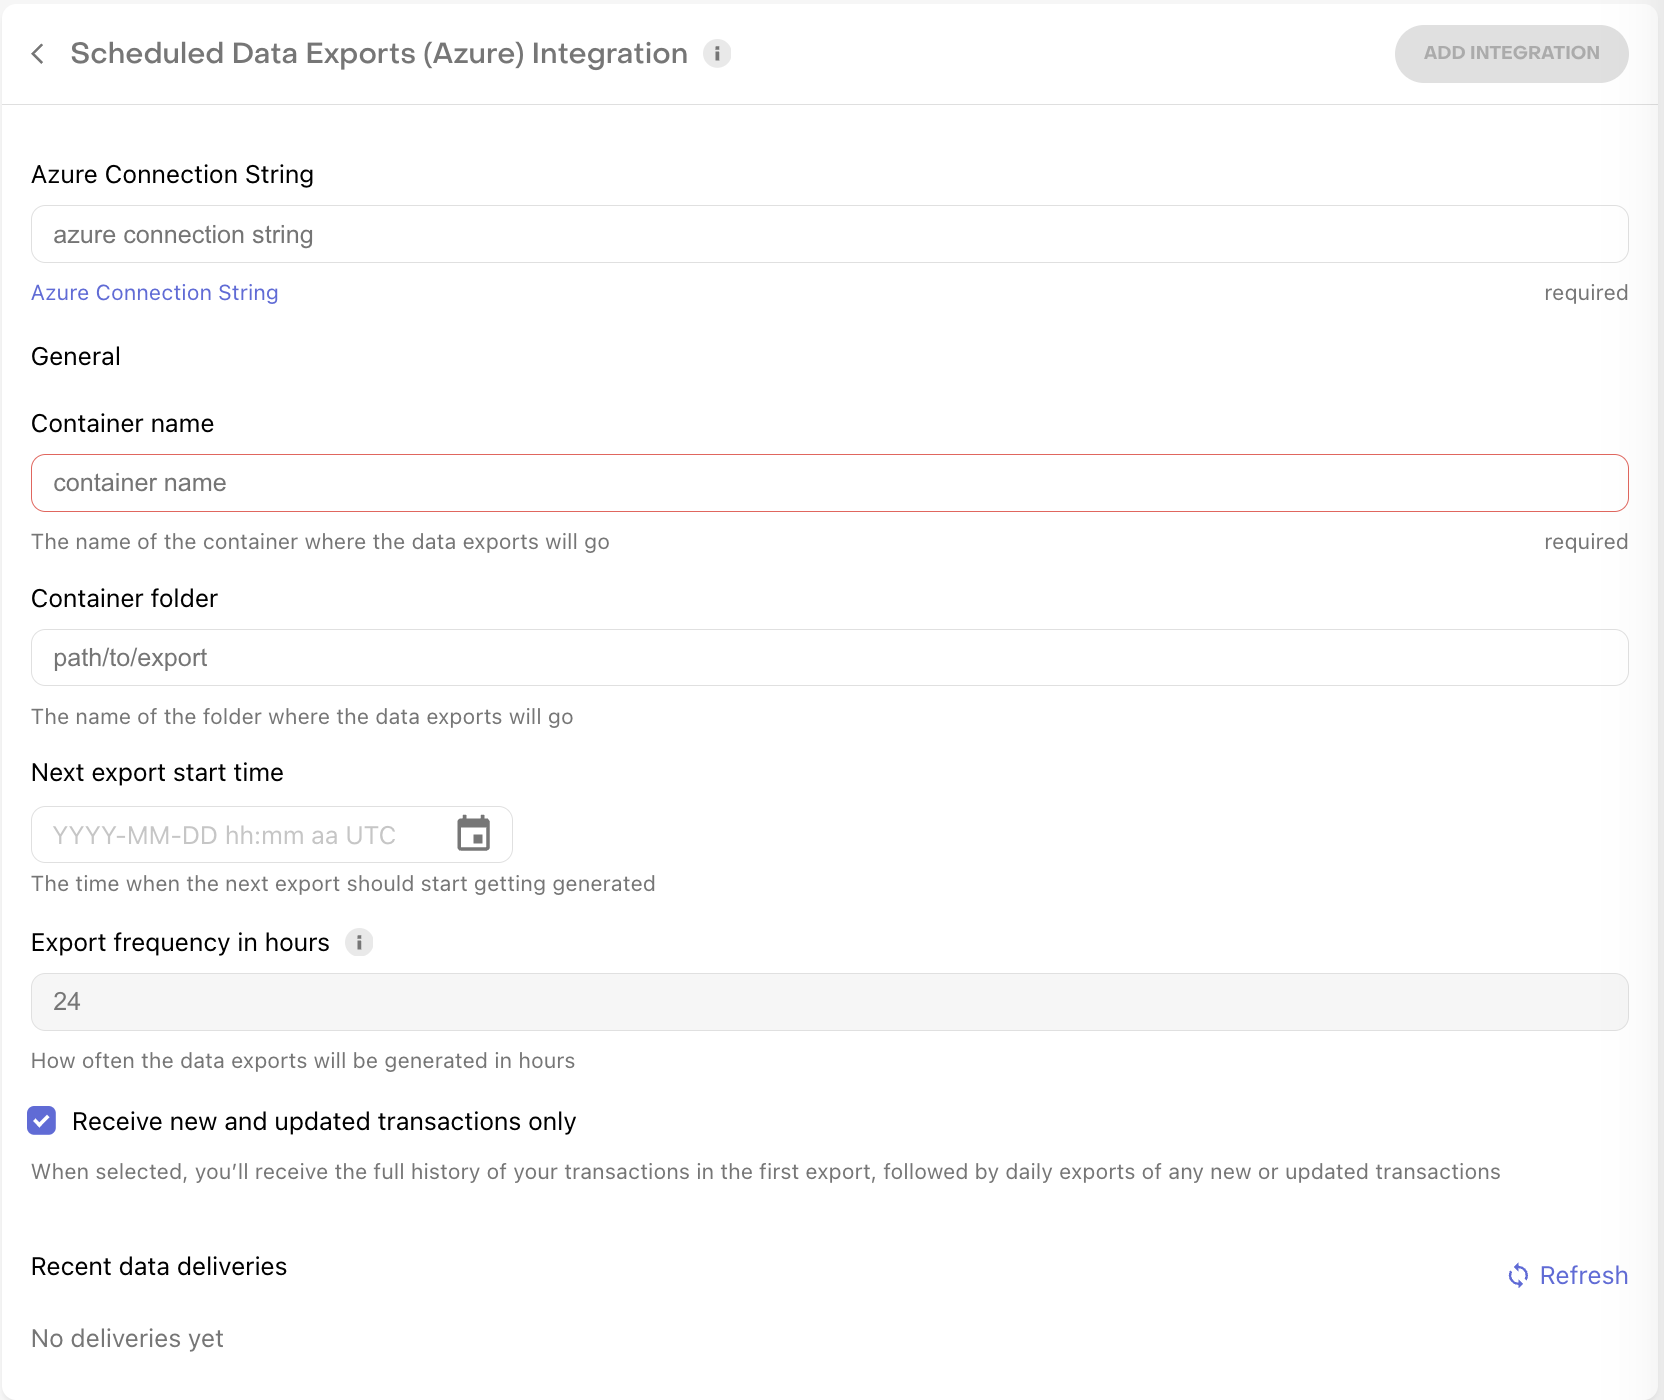 Scheduled Data Exports (Azure) Integration
ADD INTEGRATION
Azure Connection String
azure connection string
Azure Connection String
required
General
Container name
container name
The name of the container where the data exports will go
required
Container folder
path/to/export
The name of the folder where the data exports will go
Next export start time
YYYY-MM-DD hh:mm aa UTC
The time when the next export should start getting generated
Export frequency in hours
24
How often the data exports will be generated in hours
Receive new and updated transactions only
When selected, you’ll receive the full history of your transactions in the first export, followed by daily exports of any new or updated transactions
Recent data deliveries
Refresh
No deliveries yet